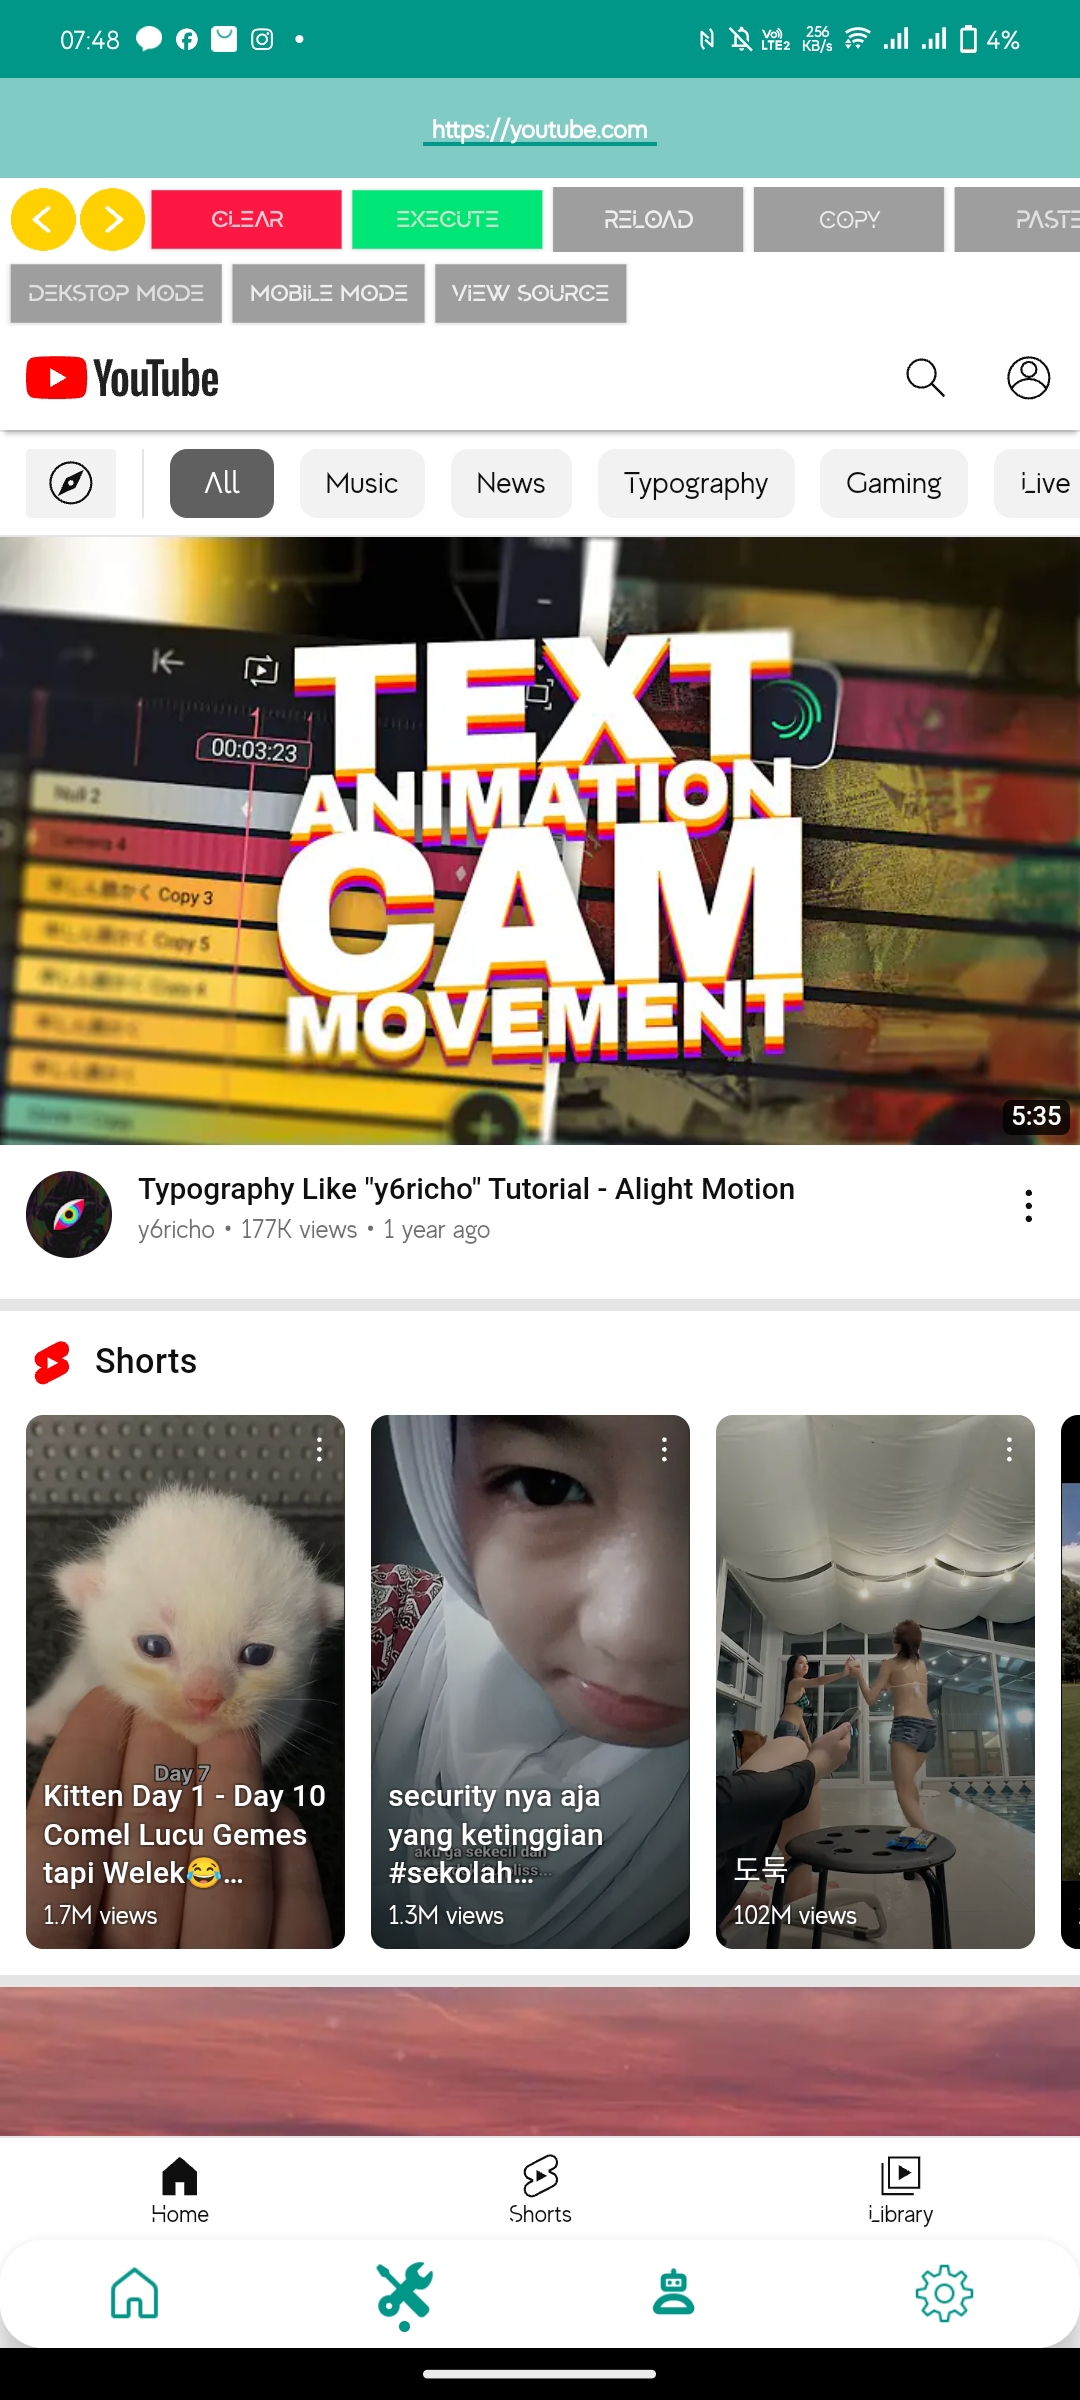 07:48
Vo))
LTE2
256
KB/s
4%
https://youtube.com
CLEAR
EXECUTE
RELOAD
COPY
PASTE
DEKSTOP MODE
MOBiLE MODE
ViEW SOURCE
YouTube
All
Music
News
Typography
Gaming
Live
TEXT
ANIMATION
CAM
MOVEMENT
00:03:23
Null 2
Camera 4
Copy 3
Copy 5
5:35
Typography Like "y6richo" Tutorial - Alight Motion
y6richo • 177K views • 1 year ago
Shorts
Day 7
Kitten Day 1 - Day 10
Comel Lucu Gemes
tapi Welek😂...
1.7M views
security nya aja
yang ketinggian
aku ga sekecil dan
#sekolah...
1.3M views
도둑
102M views
Home
Shorts
Library